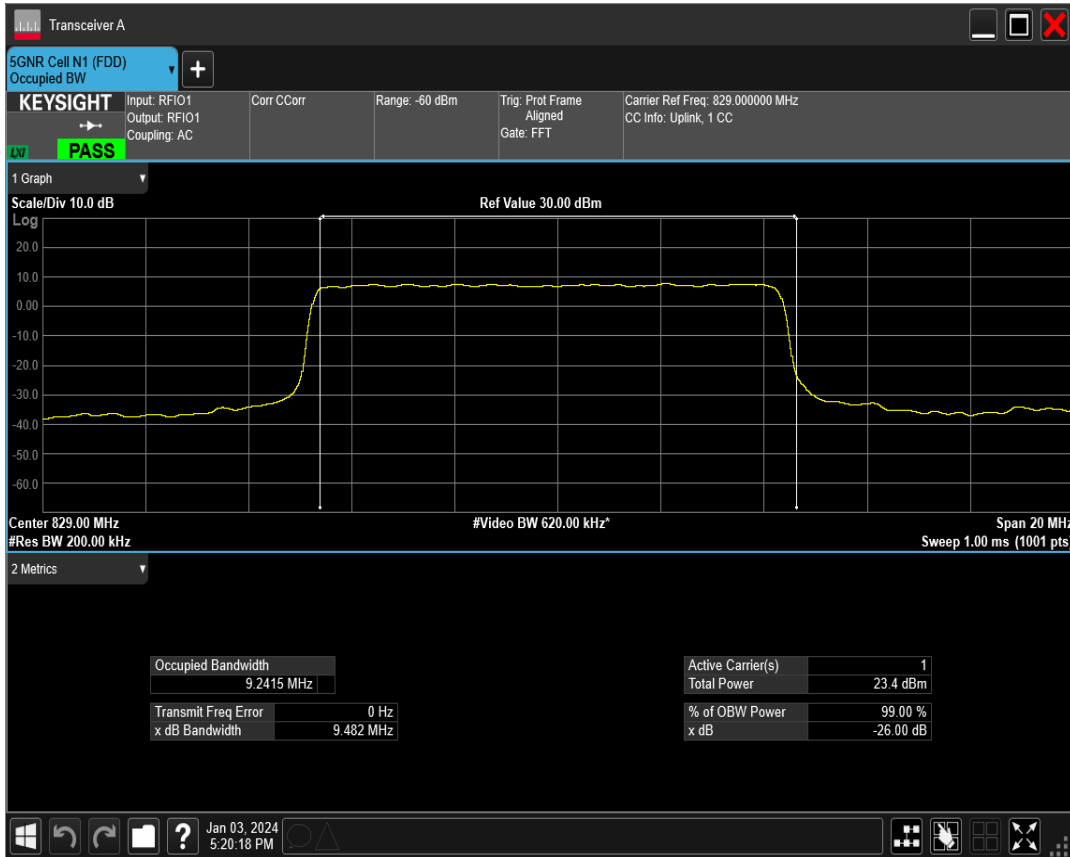 Transceiver A
5GNR Cell N1 (FDD)
Occupied BW
+
KEYSIGHT
LXI
PASS
Input: RFIO1
Output: RFIO1
Coupling: AC
Corr CCorr
Range: -60 dBm
Trig: Prot Frame
Aligned
Gate: FFT
Carrier Ref Freq: 829.000000 MHz
CC Info: Uplink, 1 CC
1 Graph
Scale/Div 10.0 dB
Ref Value 30.00 dBm
Log
20.0
10.0
0.00
-10.0
-20.0
-30.0
-40.0
-50.0
-60.0
Center 829.00 MHz
#Video BW 620.00 kHz*
Span 20 MHz
#Res BW 200.00 kHz
Sweep 1.00 ms (1001 pts)
2 Metrics
Occupied Bandwidth
9.2415 MHz
Transmit Freq Error 0 Hz
x dB Bandwidth 9.482 MHz
Active Carrier(s) 1
Total Power 23.4 dBm
% of OBW Power 99.00 %
x dB -26.00 dB
?
Jan 03, 2024
5:20:18 PM